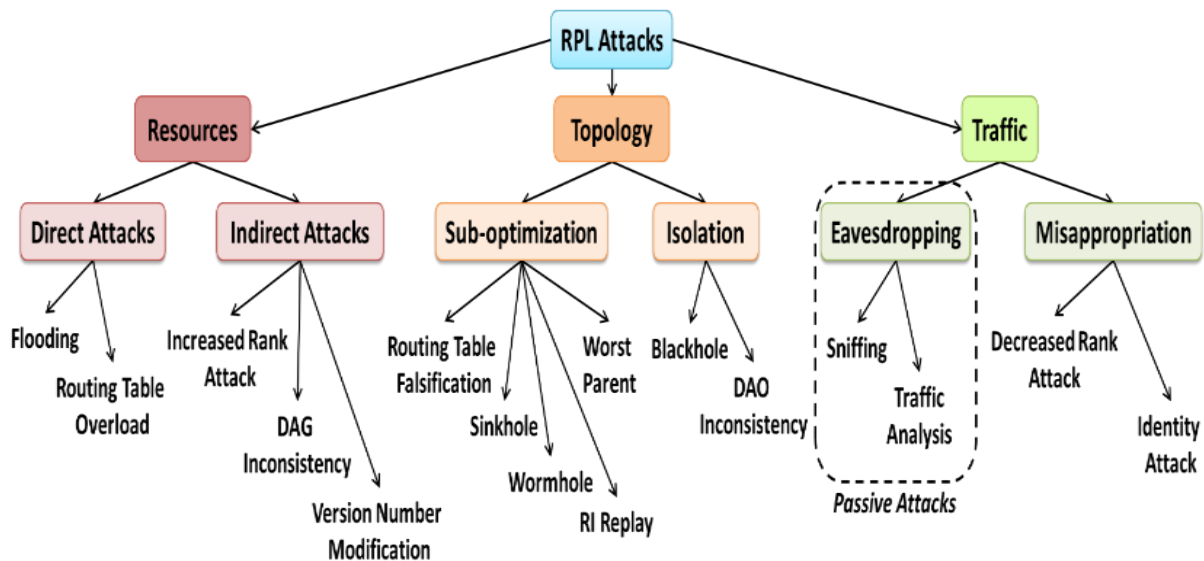 RPL Attacks
Resources
Topology
Traffic
Direct Attacks
Indirect Attacks
Sub-optimization
Isolation
Eavesdropping
Misappropriation
Flooding
Routing Table
Overload
Increased Rank
Attack
DAG
Inconsistency
Version Number
Modification
Routing Table
Falsification
Sinkhole
Wormhole
RI Replay
Worst
Parent
Blackhole
DAO
Inconsistency
Sniffing
Traffic
Analysis
Passive Attacks
Decreased Rank
Attack
Identity
Attack